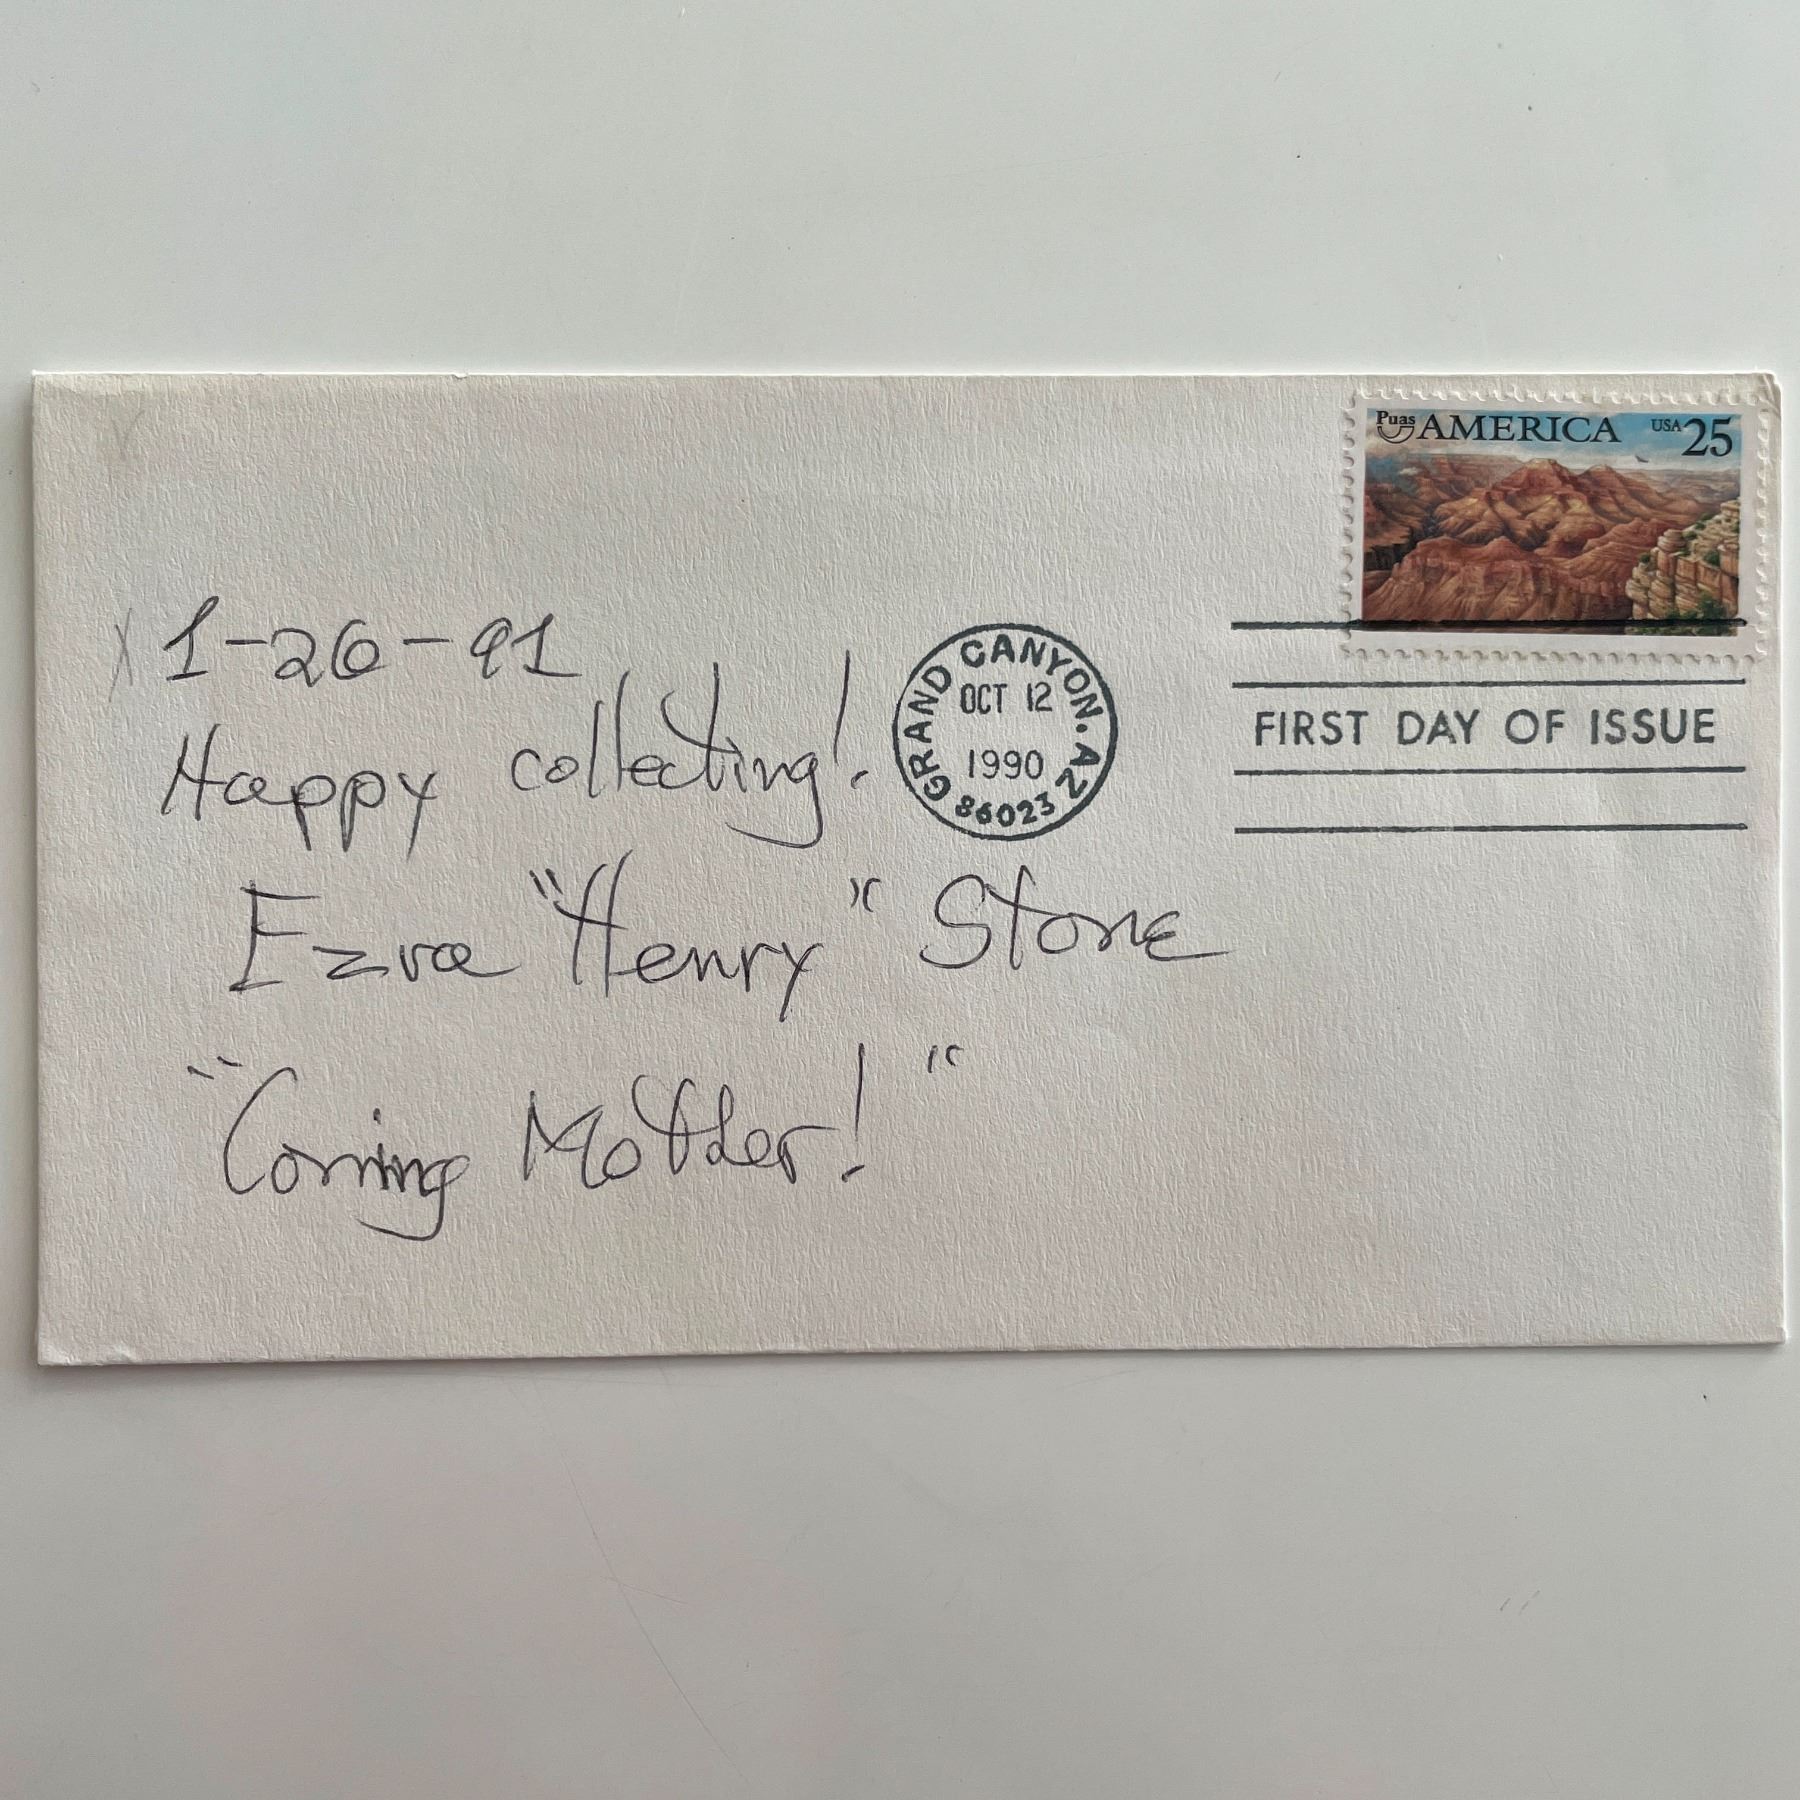 Puas AMERICA USA 25
1-26-91
Happy collecting!
GRAND CANYON, AZ
OCT 12
1990
86023
FIRST DAY OF ISSUE
Ezra "Henry" Stone
"Coming Mother!"